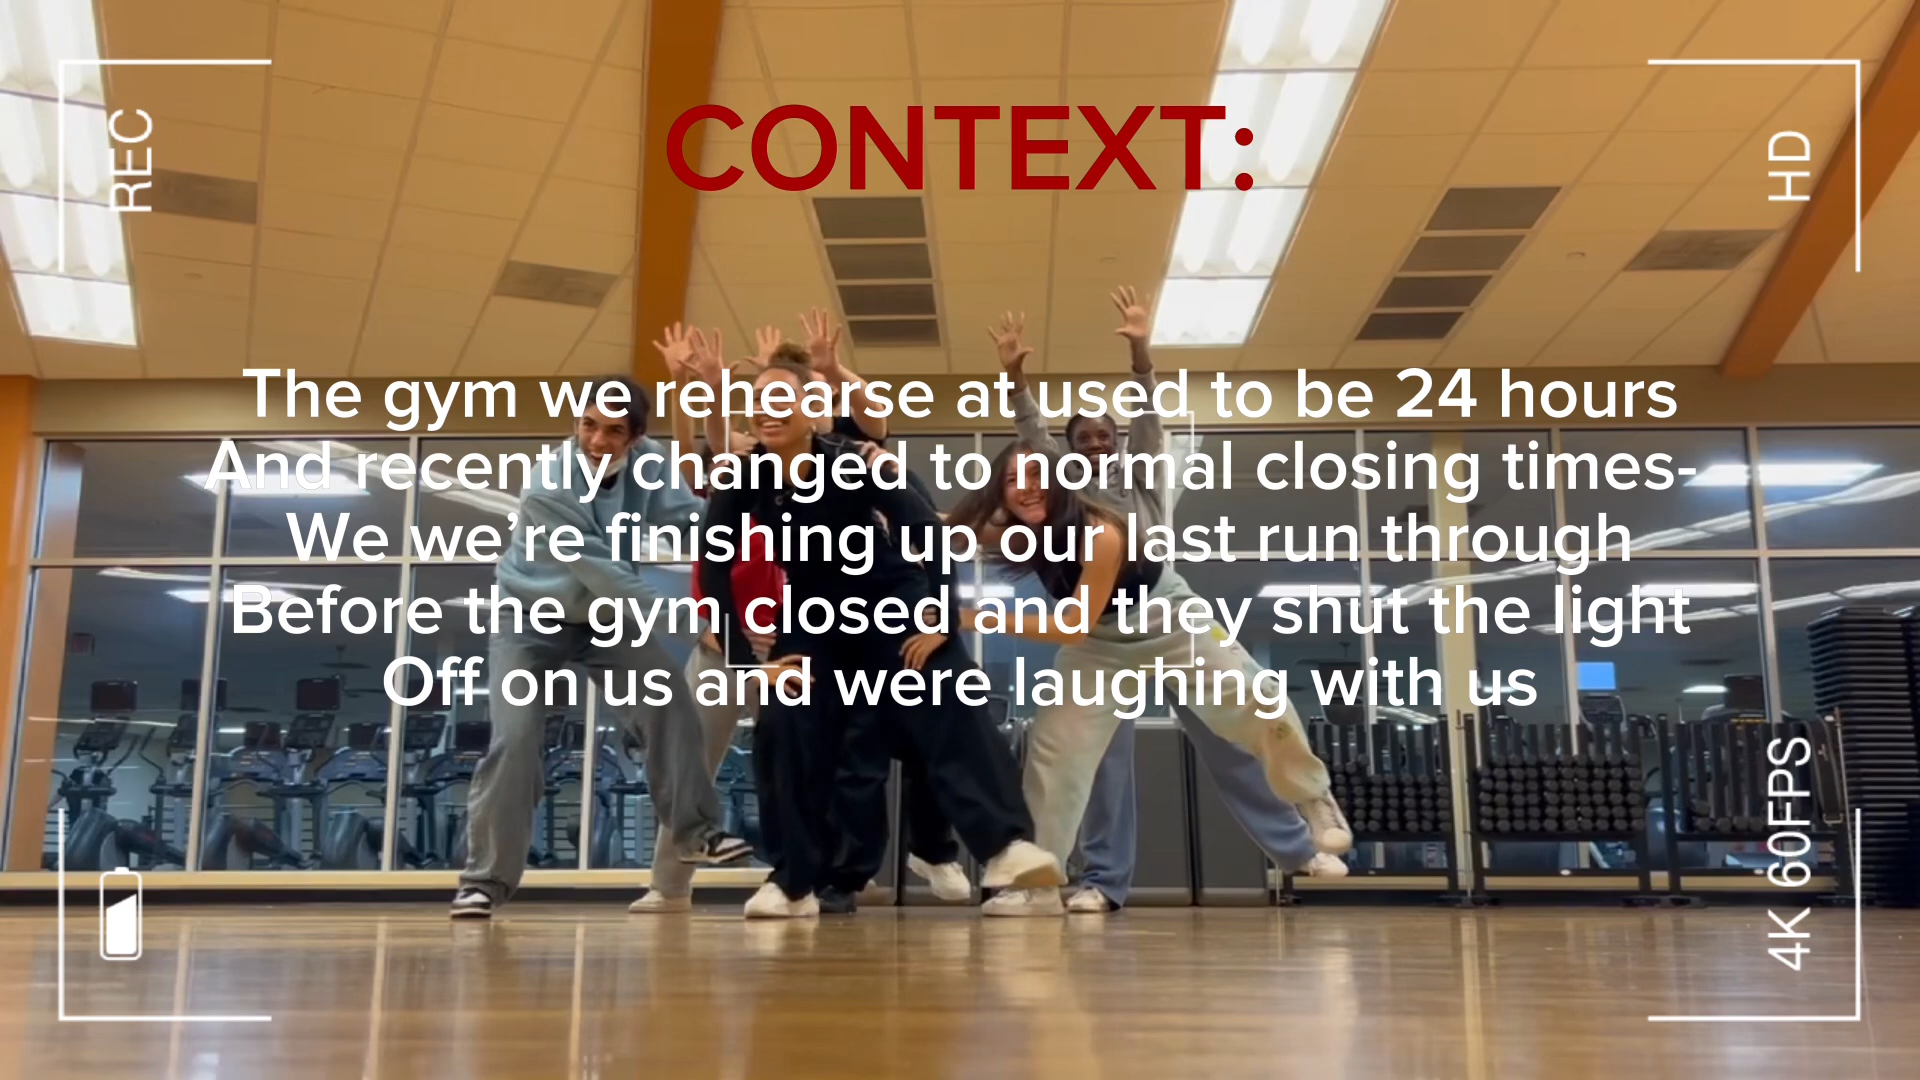 REC
HD
CONTEXT:
The gym we rehearse at used to be 24 hours
And recently changed to normal closing times-
We we’re finishing up our last run through
Before the gym closed and they shut the light
Off on us and were laughing with us
4K 60FPS